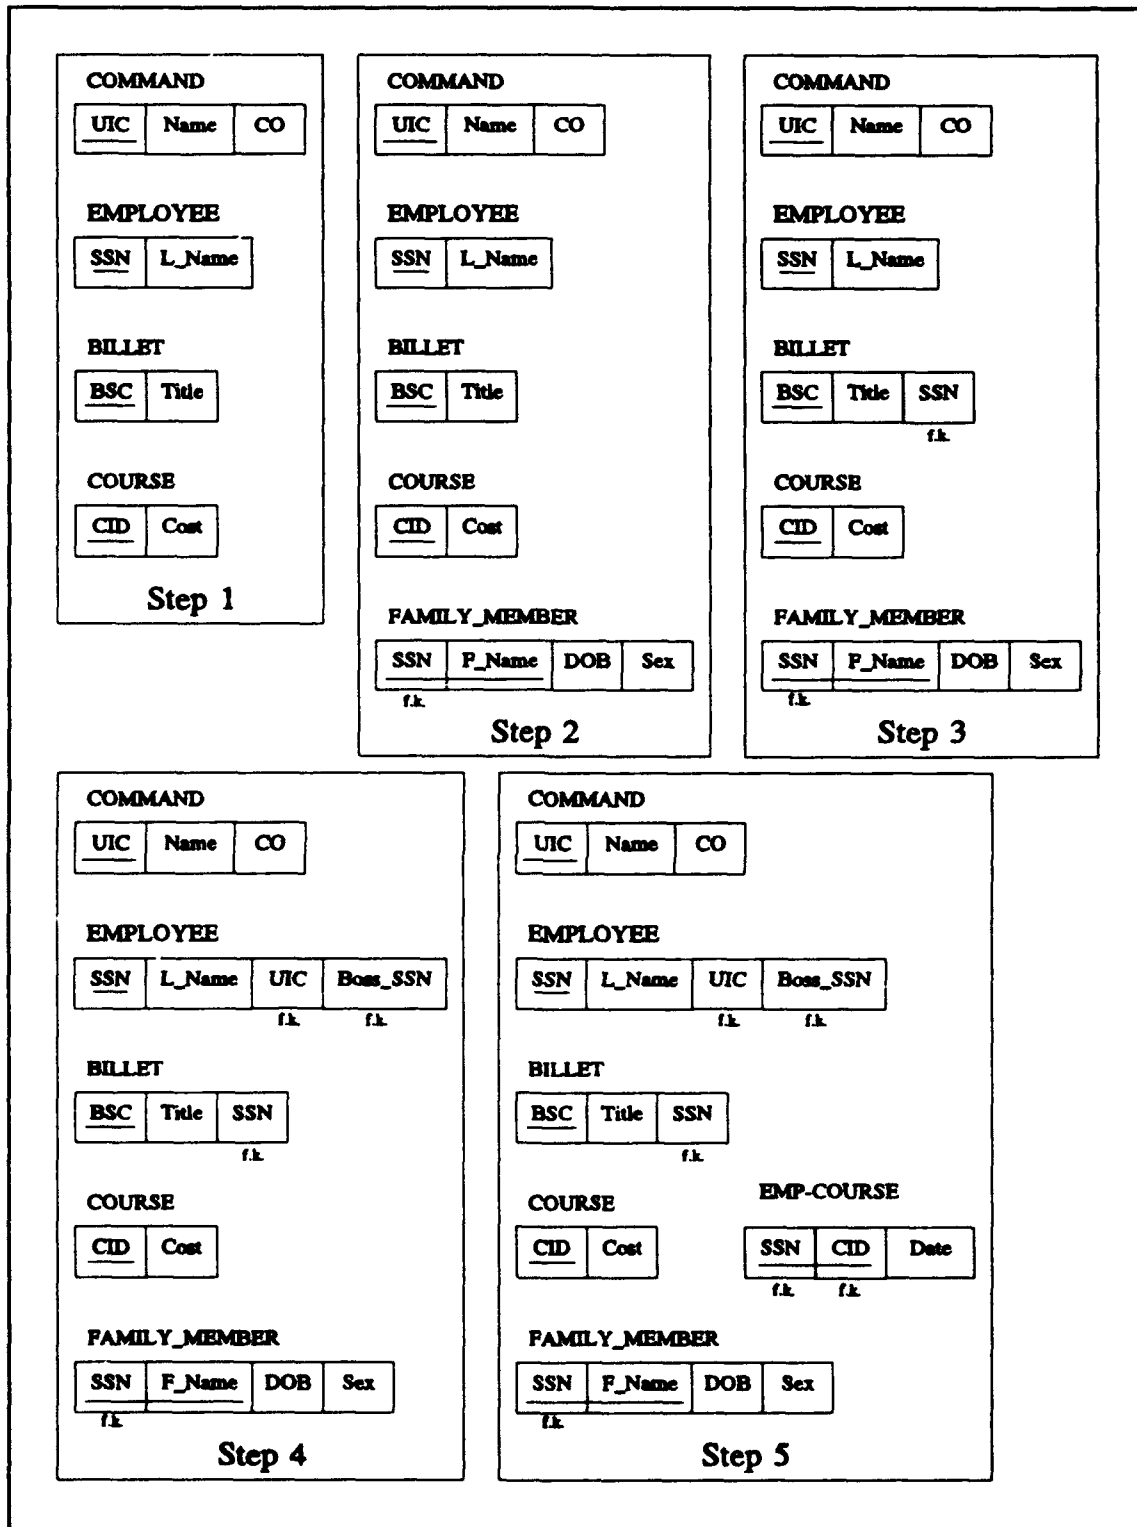 COMMAND
UIC Name CO
EMPLOYEE
SSN L_Name
BILLET
BSC Title
COURSE
CID Cost
Step 1
COMMAND
UIC Name CO
EMPLOYEE
SSN L_Name
BILLET
BSC Title
COURSE
CID Cost
FAMILY_MEMBER
SSN F_Name DOB Sex
f.k.
Step 2
COMMAND
UIC Name CO
EMPLOYEE
SSN L_Name
BILLET
BSC Title SSN
f.k.
COURSE
CID Cost
FAMILY_MEMBER
SSN F_Name DOB Sex
f.k.
Step 3
COMMAND
UIC Name CO
EMPLOYEE
SSN L_Name UIC Boss_SSN
f.k. f.k.
BILLET
BSC Title SSN
f.k.
COURSE
CID Cost
FAMILY_MEMBER
SSN F_Name DOB Sex
f.k.
Step 4
COMMAND
UIC Name CO
EMPLOYEE
SSN L_Name UIC Boss_SSN
f.k. f.k.
BILLET
BSC Title SSN
f.k.
COURSE
CID Cost
EMP-COURSE
SSN CID Date
f.k. f.k.
FAMILY_MEMBER
SSN F_Name DOB Sex
f.k.
Step 5